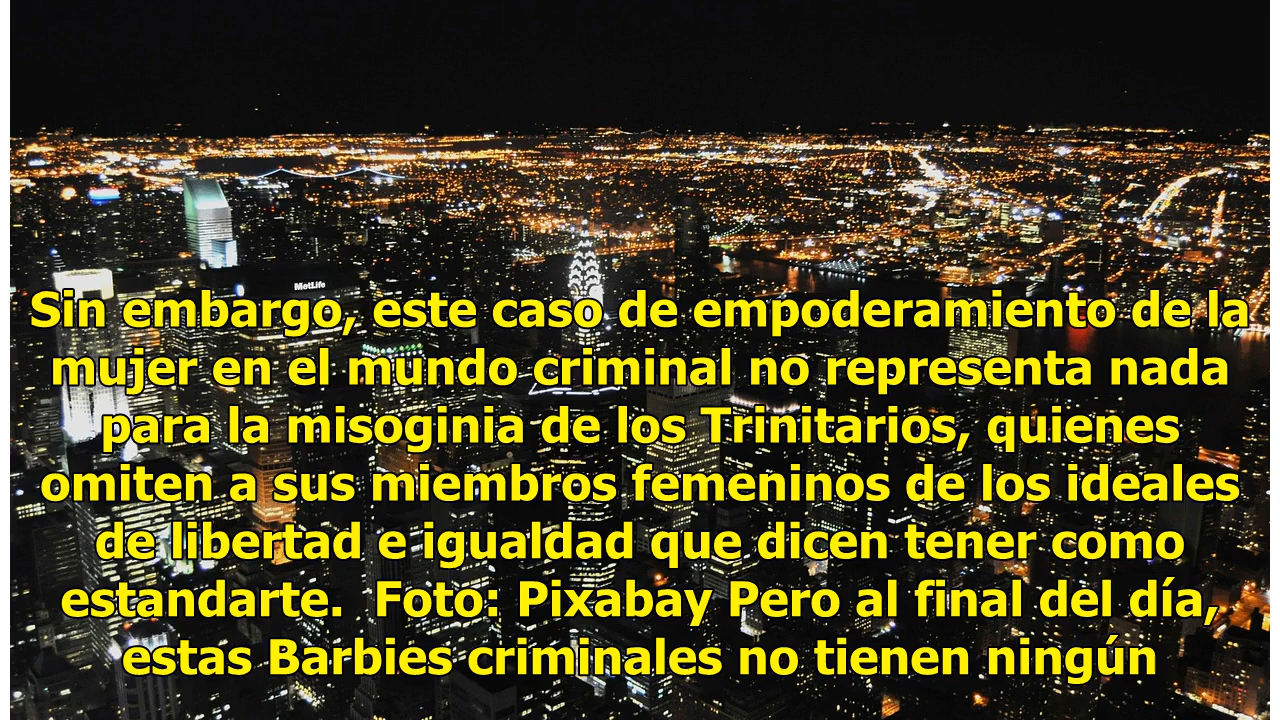 MetLife
Sin embargo, este caso de empoderamiento de la
mujer en el mundo criminal no representa nada
para la misoginia de los Trinitarios, quienes
omiten a sus miembros femeninos de los ideales
de libertad e igualdad que dicen tener como
estandarte.  Foto: Pixabay Pero al final del día,
estas Barbies criminales no tienen ningún